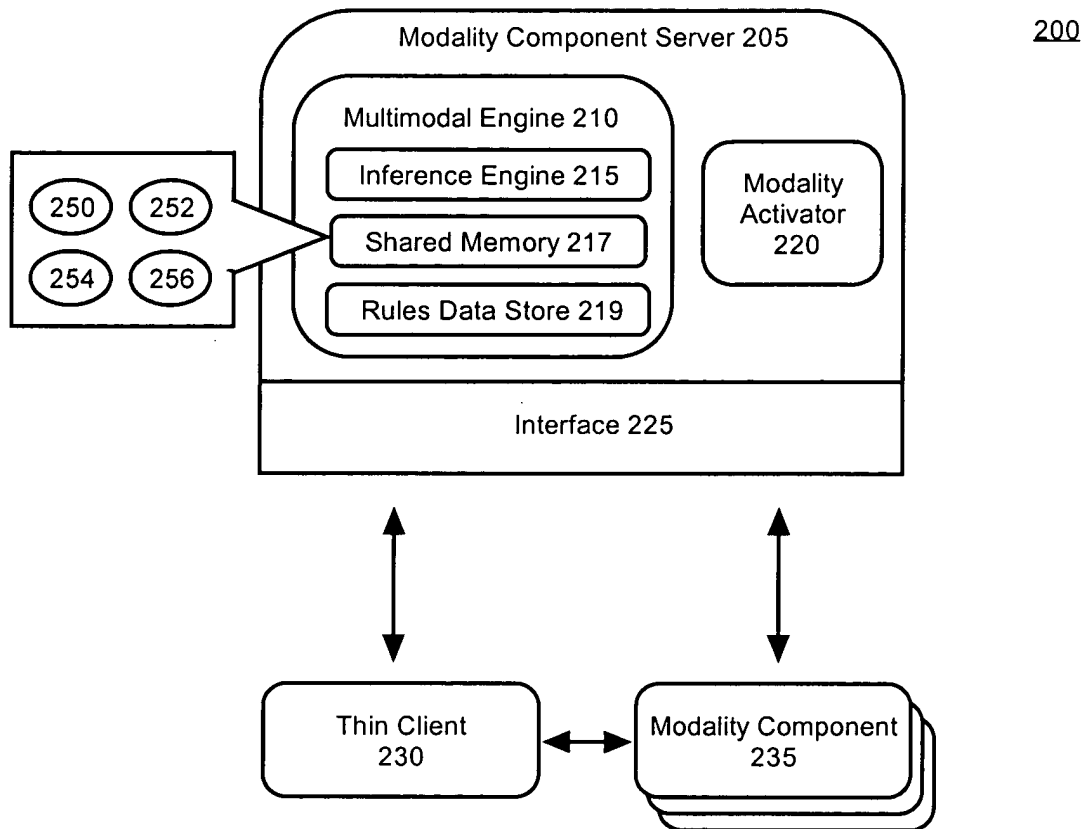 200
Modality Component Server 205
Multimodal Engine 210
Inference Engine 215
Shared Memory 217
Rules Data Store 219
Modality
Activator
220
250 252
254 256
Interface 225
Thin Client
230
Modality Component
235